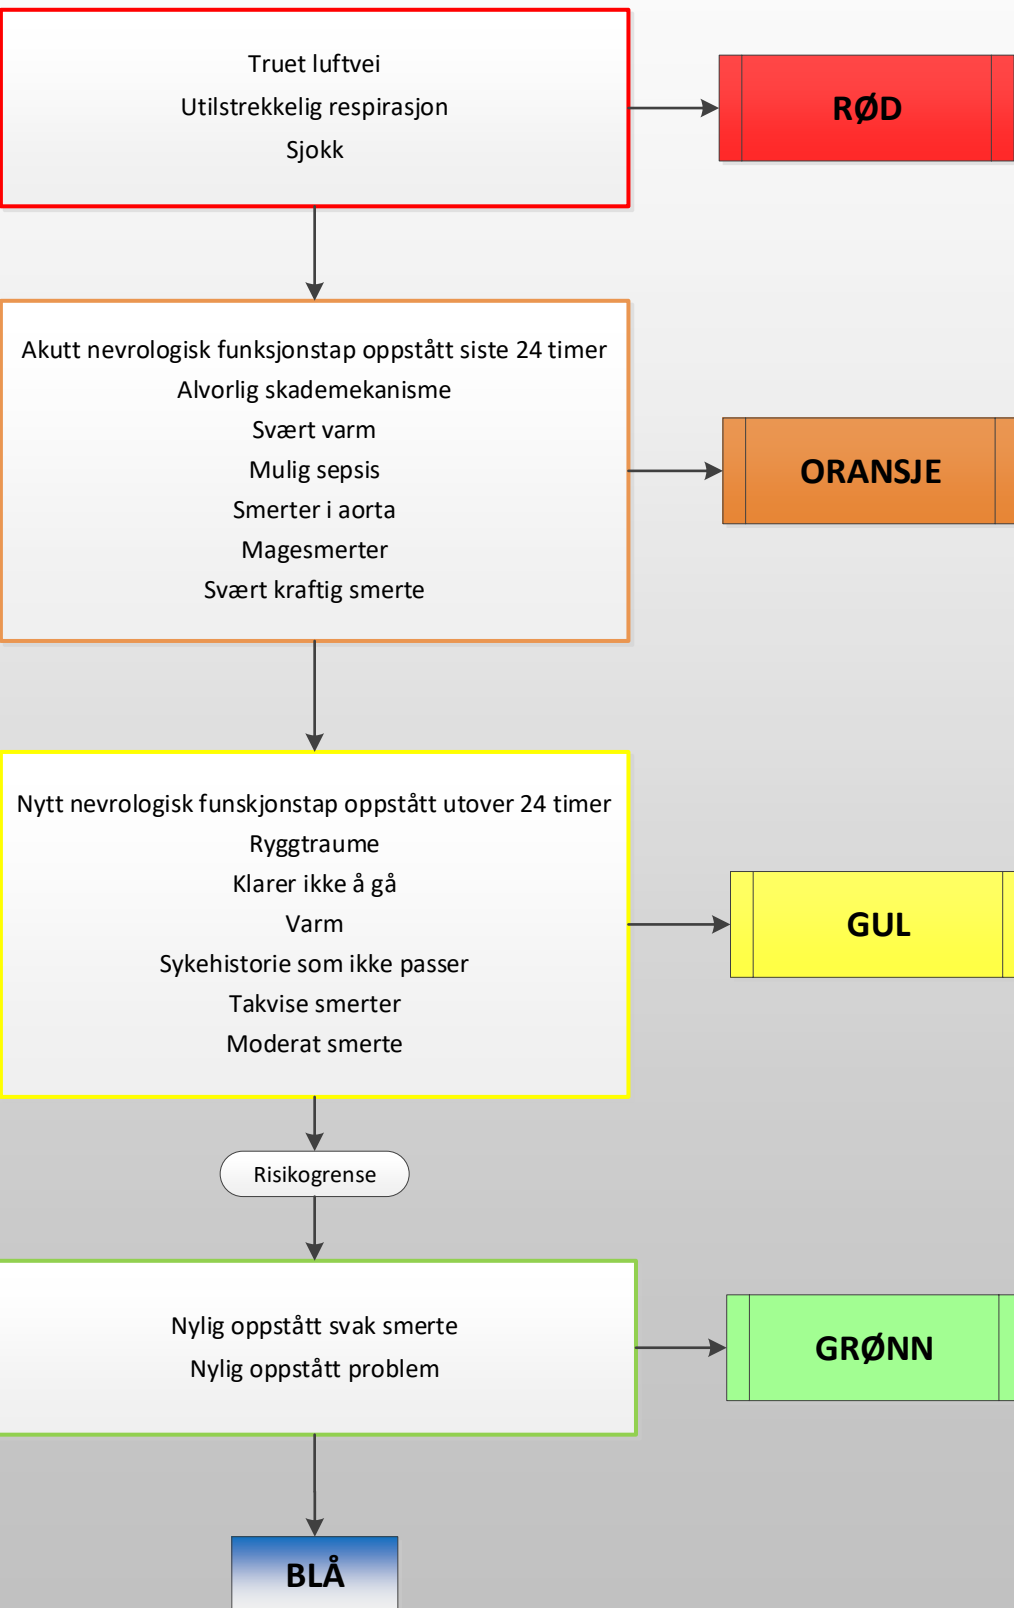 Truet luftvei
Utilstrekkelig respirasjon
Sjokk
RØD
Akutt nevrologisk funksjonstap oppstått siste 24 timer
Alvorlig skademekanisme
Svært varm
Mulig sepsis
Smerter i aorta
Magesmerter
Svært kraftig smerte
ORANSJE
Nytt nevrologisk funskjonstap oppstått utover 24 timer
Ryggtraume
Klarer ikke å gå
Varm
Sykehistorie som ikke passer
Takvise smerter
Moderat smerte
GUL
Risikogrense
Nylig oppstått svak smerte
Nylig oppstått problem
GRØNN
BLÅ